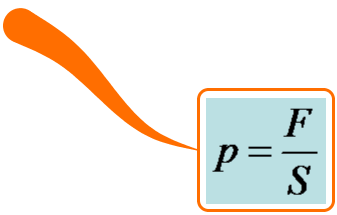 p = F/S